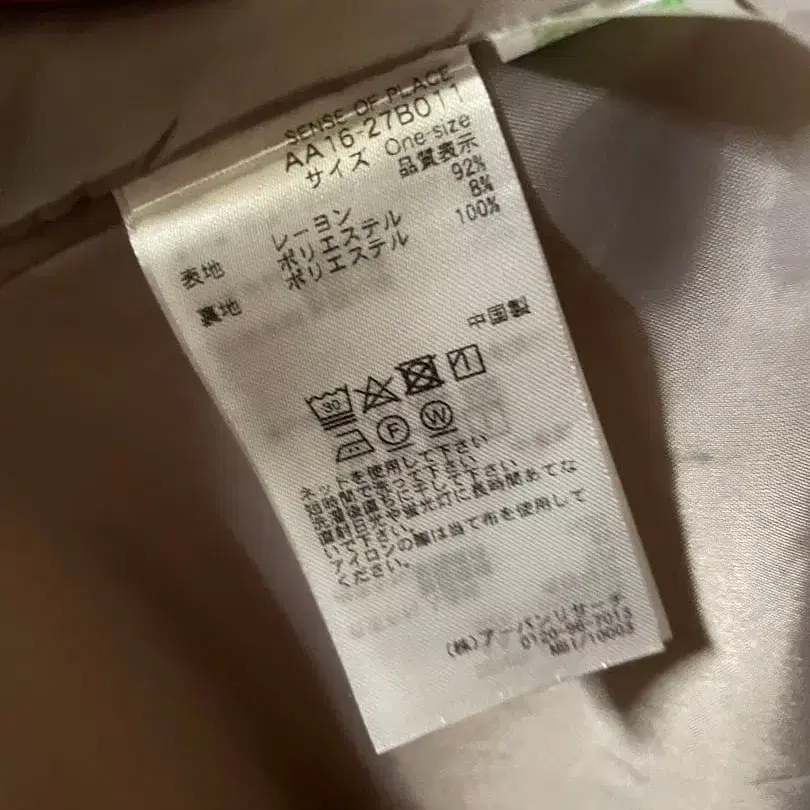 SENSE OF PLACE
AA16-27B011
サイズ One size
品質表示
表地 レーヨン 92%
ポリエステル 8%
裏地 ポリエステル 100%
中国製
30
F W
ネットを使用して下さい
短時間で洗って下さい
洗濯後直ちに干して下さい
直射日光や蛍光灯に長時間あてな
いで下さい。
アイロンの際は当て布を使用して
ください。
(株)アーバンリサーチ